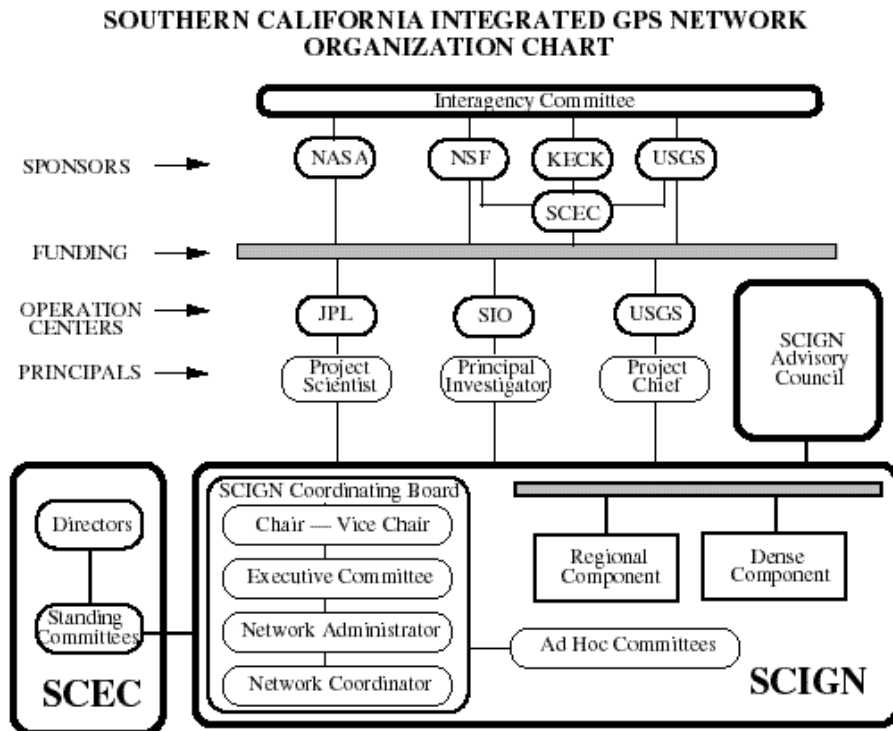 SOUTHERN CALIFORNIA INTEGRATED GPS NETWORK
ORGANIZATION CHART
Interagency Committee
SPONSORS
NASA
NSF
KECK
USGS
SCEC
FUNDING
OPERATION
CENTERS
JPL
SIO
USGS
PRINCIPALS
Project
Scientist
Principal
Investigator
Project
Chief
SCIGN
Advisory
Council
Directors
Standing
Committees
SCEC
SCIGN Coordinating Board
Chair — Vice Chair
Executive Committee
Network Administrator
Network Coordinator
Regional
Component
Dense
Component
Ad Hoc Committees
SCIGN